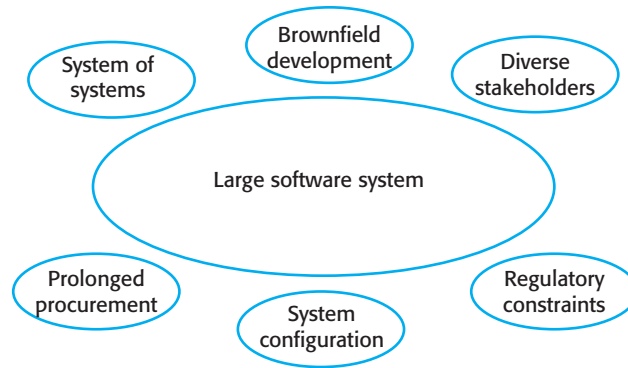 Brownfield
development
System of
systems
Diverse
stakeholders
Large software system
Prolonged
procurement
System
configuration
Regulatory
constraints